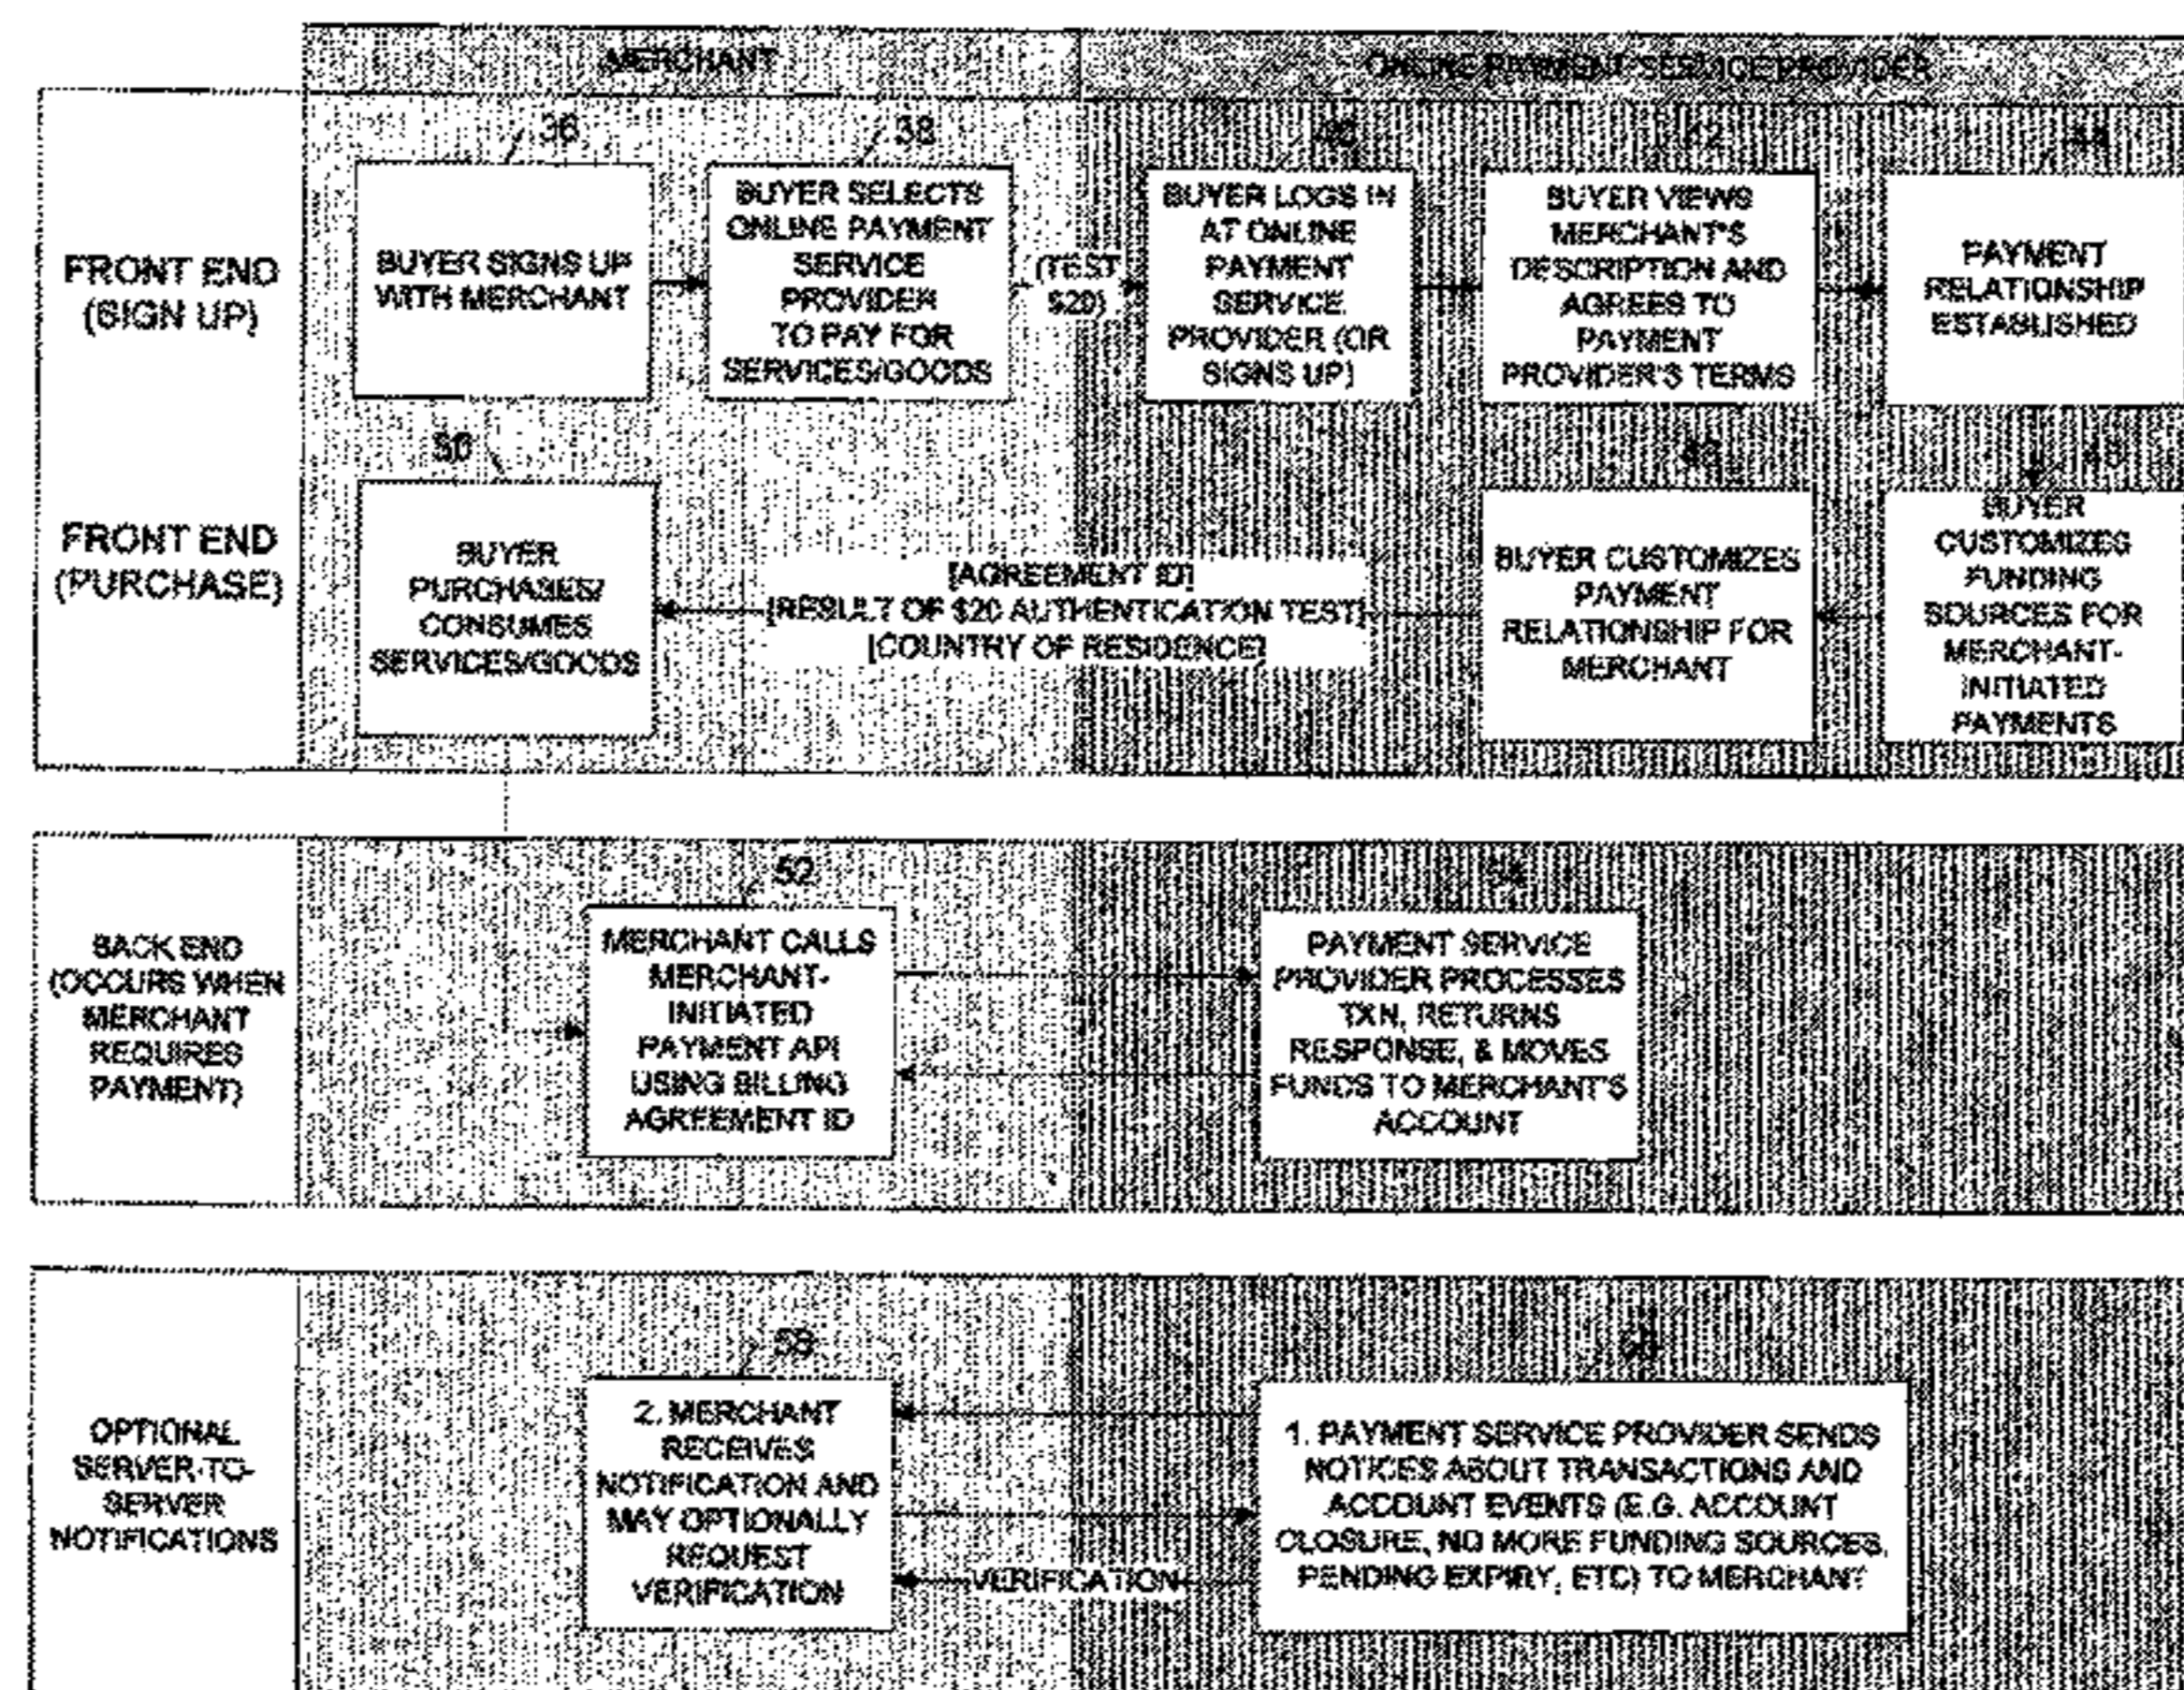 MERCHANT
ONLINE PAYMENT SERVICE PROVIDER
36
38
42
44
FRONT END
(SIGN UP)
BUYER SIGNS UP
WITH MERCHANT
BUYER SELECTS
ONLINE PAYMENT
SERVICE
PROVIDER
TO PAY FOR
SERVICES/GOODS
(TEST
$20)
BUYER LOGS IN
AT ONLINE
PAYMENT
SERVICE
PROVIDER (OR
SIGNS UP)
BUYER VIEWS
MERCHANT'S
DESCRIPTION AND
AGREES TO
PAYMENT
PROVIDER'S TERMS
PAYMENT
RELATIONSHIP
ESTABLISHED
50
FRONT END
(PURCHASE)
BUYER
PURCHASES/
CONSUMES
SERVICES/GOODS
[AGREEMENT ID]
[RESULT OF $20 AUTHENTICATION TEST]
[COUNTRY OF RESIDENCE]
BUYER CUSTOMIZES
PAYMENT
RELATIONSHIP FOR
MERCHANT
BUYER
CUSTOMIZES
FUNDING
SOURCES FOR
MERCHANT-
INITIATED
PAYMENTS
52
54
BACK END
(OCCURS WHEN
MERCHANT
REQUIRES
PAYMENT)
MERCHANT CALLS
MERCHANT-
INITIATED
PAYMENT API
USING BILLING
AGREEMENT ID
PAYMENT SERVICE
PROVIDER PROCESSES
TXN, RETURNS
RESPONSE, & MOVES
FUNDS TO MERCHANT'S
ACCOUNT
58
OPTIONAL
SERVER-TO-
SERVER
NOTIFICATIONS
2. MERCHANT
RECEIVES
NOTIFICATION AND
MAY OPTIONALLY
REQUEST
VERIFICATION
VERIFICATION
1. PAYMENT SERVICE PROVIDER SENDS
NOTICES ABOUT TRANSACTIONS AND
ACCOUNT EVENTS (E.G. ACCOUNT
CLOSURE, NO MORE FUNDING SOURCES,
PENDING EXPIRY, ETC) TO MERCHANT